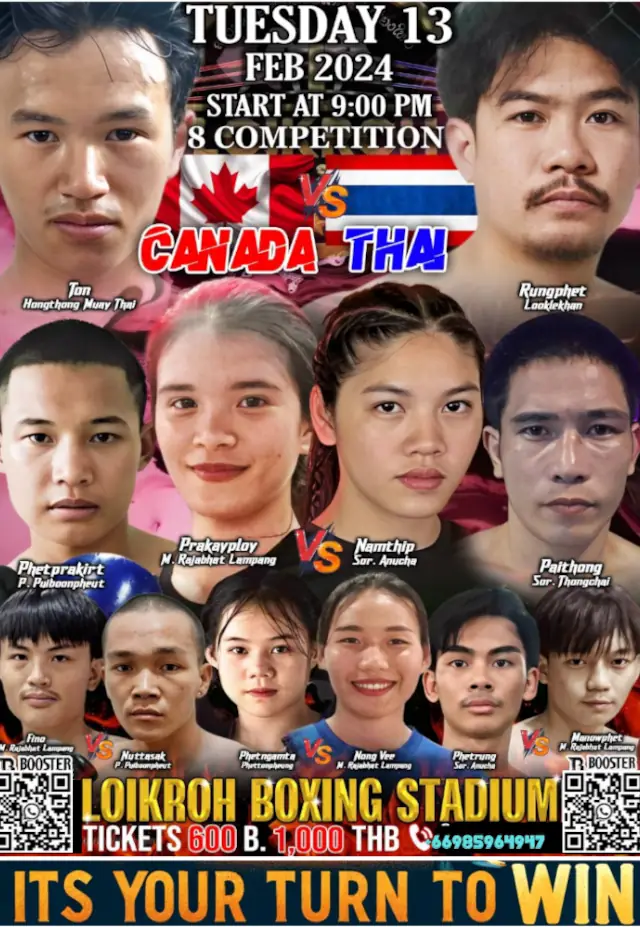 TUESDAY 13
FEB 2024
START AT 9:00 PM
8 COMPETITION
VS
CANADA THAI
Ton
Hongthong Muay Thai
Rungphet
Lookiekhan
Phetprakirt
P. Puiboonpheut
Prakayploy
M. Rajabhat Lampang
VS
Namthip
Sor. Anucha
Paithong
Sor. Thongchai
Fino
M. Rajabhat Lampang
VS
Nuttasak
P. Puiboonpheut
Phetngamta
Phettompheung
VS
Nong Vee
M. Rajabhat Lampang
Phetrung
Sor. Anucha
VS
Manowphet
M. Rajabhat Lampang
BOOSTER
BOOSTER
LOIKROH BOXING STADIUM
TICKETS 600 B. 1,000 THB 66985964947
ITS YOUR TURN TO WIN